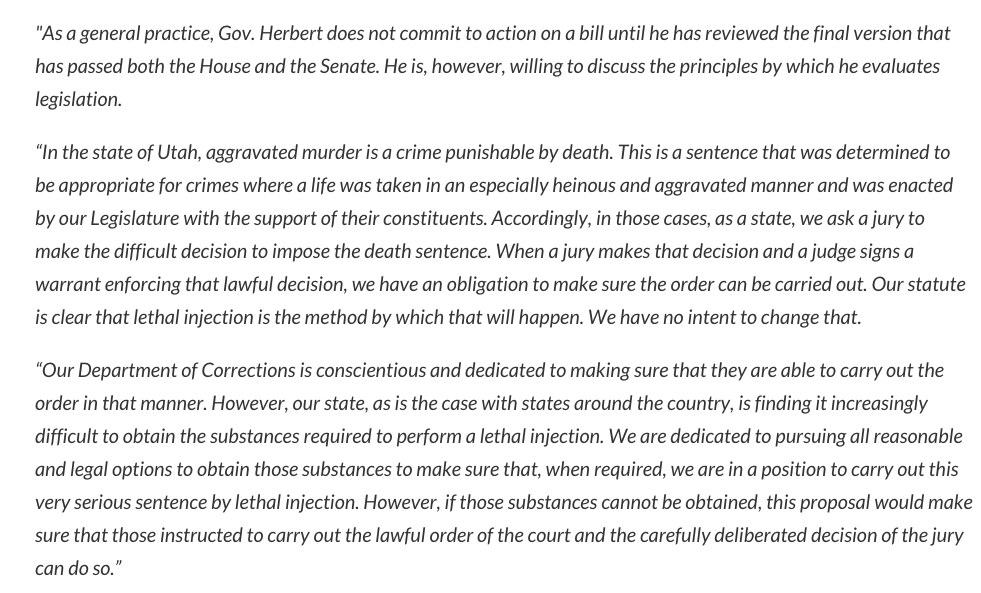 "As a general practice, Gov. Herbert does not commit to action on a bill until he has reviewed the final version that
has passed both the House and the Senate. He is, however, willing to discuss the principles by which he evaluates
legislation.
“In the state of Utah, aggravated murder is a crime punishable by death. This is a sentence that was determined to
be appropriate for crimes where a life was taken in an especially heinous and aggravated manner and was enacted
by our Legislature with the support of their constituents. Accordingly, in those cases, as a state, we ask a jury to
make the difficult decision to impose the death sentence. When a jury makes that decision and a judge signs a
warrant enforcing that lawful decision, we have an obligation to make sure the order can be carried out. Our statute
is clear that lethal injection is the method by which that will happen. We have no intent to change that.
“Our Department of Corrections is conscientious and dedicated to making sure that they are able to carry out the
order in that manner. However, our state, as is the case with states around the country, is finding it increasingly
difficult to obtain the substances required to perform a lethal injection. We are dedicated to pursuing all reasonable
and legal options to obtain those substances to make sure that, when required, we are in a position to carry out this
very serious sentence by lethal injection. However, if those substances cannot be obtained, this proposal would make
sure that those instructed to carry out the lawful order of the court and the carefully deliberated decision of the jury
can do so.”